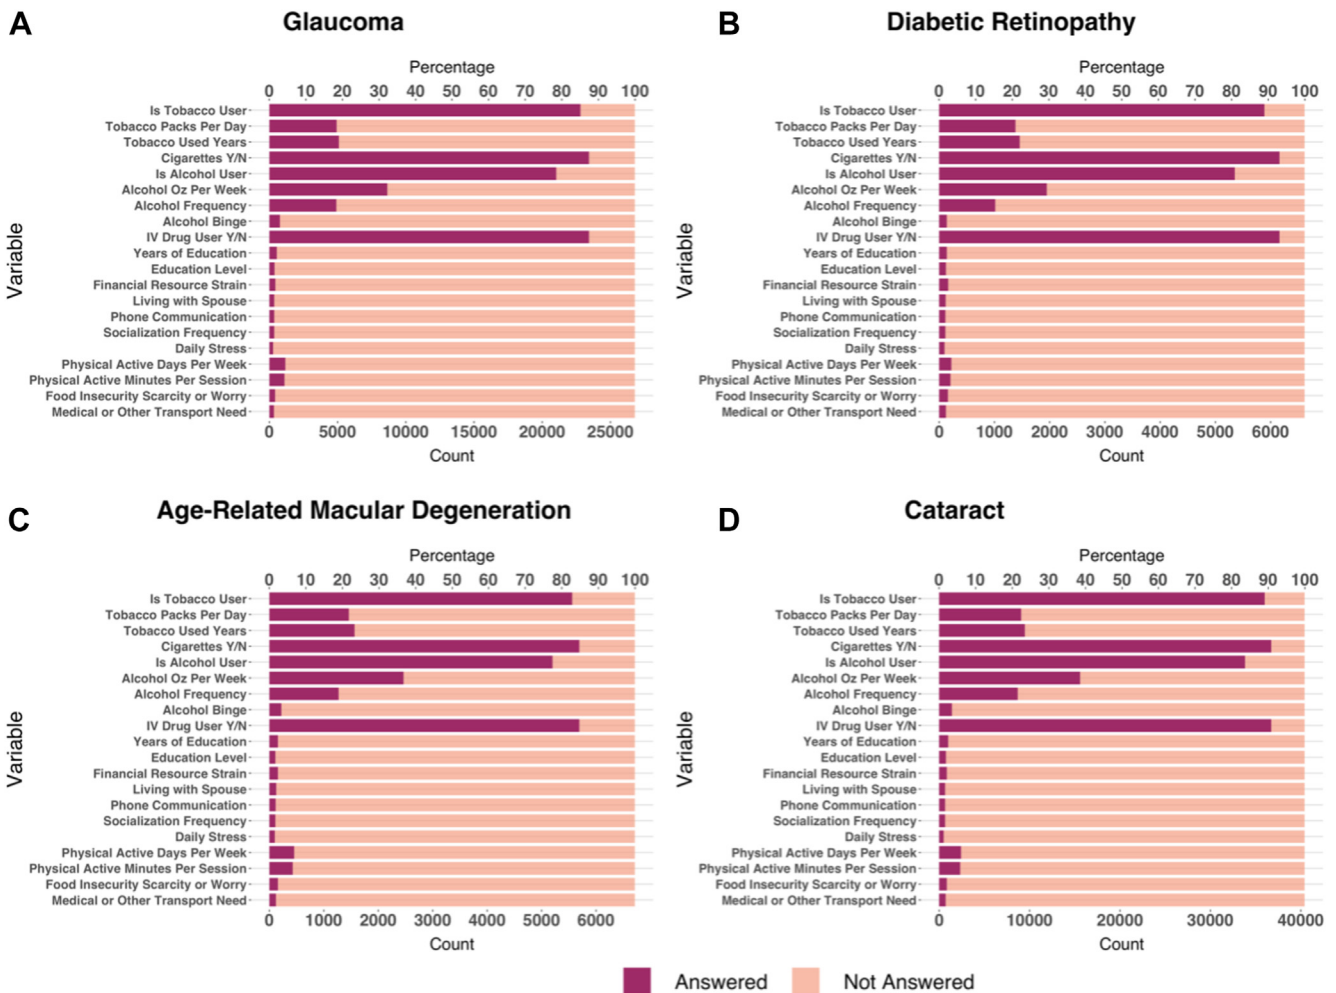 A
Glaucoma
Percentage
0 10 20 30 40 50 60 70 80 90 100
Variable
Is Tobacco User
Tobacco Packs Per Day
Tobacco Used Years
Cigarettes Y/N
Is Alcohol User
Alcohol Oz Per Week
Alcohol Frequency
Alcohol Binge
IV Drug User Y/N
Years of Education
Education Level
Financial Resource Strain
Living with Spouse
Phone Communication
Socialization Frequency
Daily Stress
Physical Active Days Per Week
Physical Active Minutes Per Session
Food Insecurity Scarcity or Worry
Medical or Other Transport Need
0 5000 10000 15000 20000 25000
Count
B
Diabetic Retinopathy
Percentage
0 10 20 30 40 50 60 70 80 90 100
Variable
Is Tobacco User
Tobacco Packs Per Day
Tobacco Used Years
Cigarettes Y/N
Is Alcohol User
Alcohol Oz Per Week
Alcohol Frequency
Alcohol Binge
IV Drug User Y/N
Years of Education
Education Level
Financial Resource Strain
Living with Spouse
Phone Communication
Socialization Frequency
Daily Stress
Physical Active Days Per Week
Physical Active Minutes Per Session
Food Insecurity Scarcity or Worry
Medical or Other Transport Need
0 1000 2000 3000 4000 5000 6000
Count
C
Age-Related Macular Degeneration
Percentage
0 10 20 30 40 50 60 70 80 90 100
Variable
Is Tobacco User
Tobacco Packs Per Day
Tobacco Used Years
Cigarettes Y/N
Is Alcohol User
Alcohol Oz Per Week
Alcohol Frequency
Alcohol Binge
IV Drug User Y/N
Years of Education
Education Level
Financial Resource Strain
Living with Spouse
Phone Communication
Socialization Frequency
Daily Stress
Physical Active Days Per Week
Physical Active Minutes Per Session
Food Insecurity Scarcity or Worry
Medical or Other Transport Need
0 1000 2000 3000 4000 5000 6000
Count
D
Cataract
Percentage
0 10 20 30 40 50 60 70 80 90 100
Variable
Is Tobacco User
Tobacco Packs Per Day
Tobacco Used Years
Cigarettes Y/N
Is Alcohol User
Alcohol Oz Per Week
Alcohol Frequency
Alcohol Binge
IV Drug User Y/N
Years of Education
Education Level
Financial Resource Strain
Living with Spouse
Phone Communication
Socialization Frequency
Daily Stress
Physical Active Days Per Week
Physical Active Minutes Per Session
Food Insecurity Scarcity or Worry
Medical or Other Transport Need
0 10000 20000 30000 40000
Count
Answered Not Answered